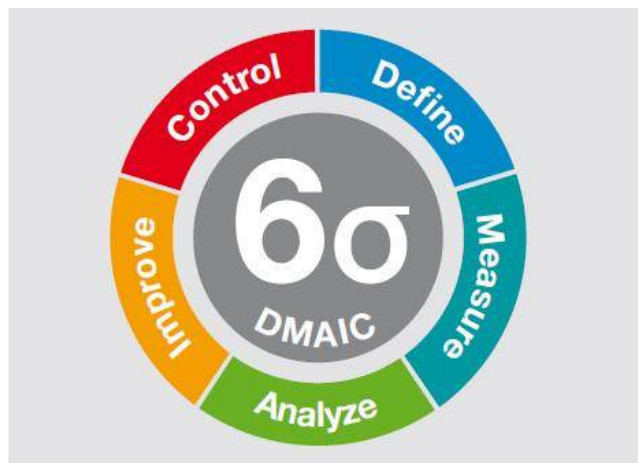 Define
Measure
Analyze
Improve
Control
6σ
DMAIC